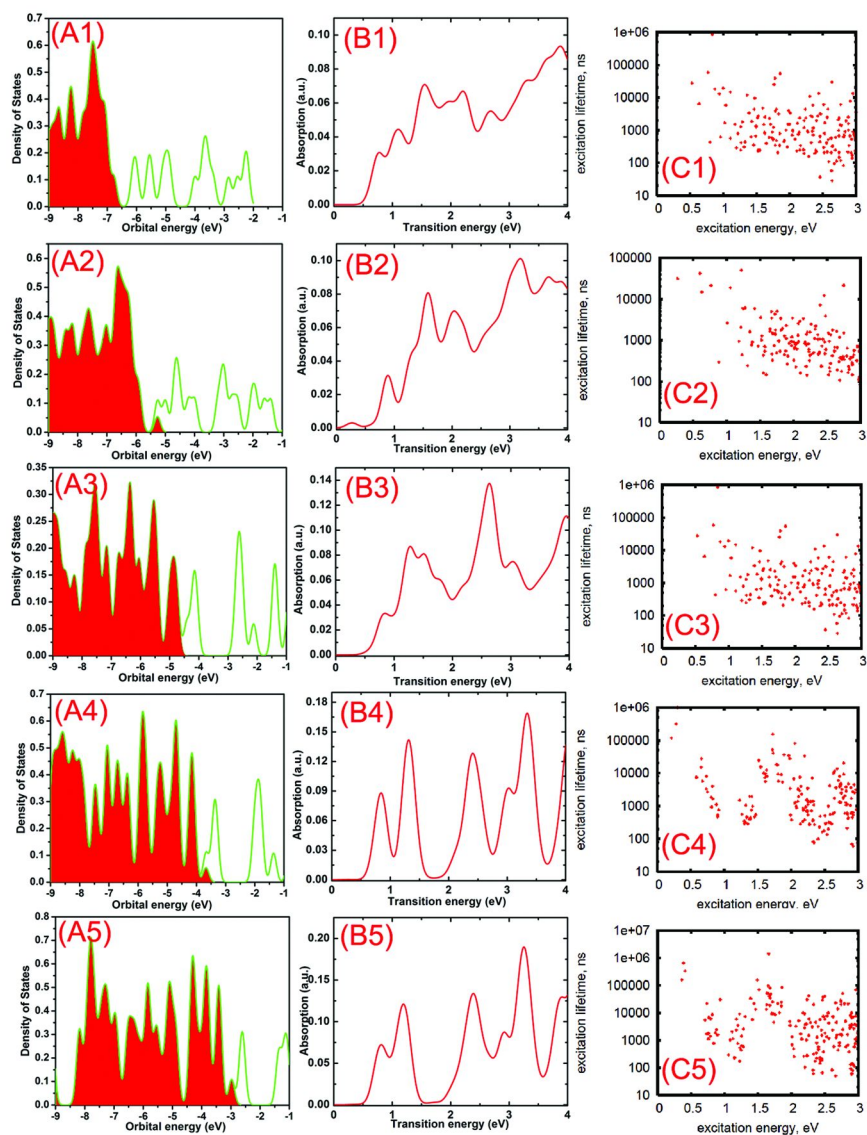 (A1)
Density of States
0.7
0.6
0.5
0.4
0.3
0.2
0.1
0.0
-9 -8 -7 -6 -5 -4 -3 -2 -1
Orbital energy (eV)
(B1)
Absorption (a.u.)
0.10
0.08
0.06
0.04
0.02
0.00
0 1 2 3 4
Transition energy (eV)
(C1)
excitation lifetime, ns
1e+06
100000
10000
1000
100
10
0 0.5 1 1.5 2 2.5 3
excitation energy, eV
(A2)
Density of States
0.6
0.5
0.4
0.3
0.2
0.1
0.0
-9 -8 -7 -6 -5 -4 -3 -2 -1
Orbital energy (eV)
(B2)
Absorption (a.u.)
0.10
0.08
0.06
0.04
0.02
0.00
0 1 2 3 4
Transition energy (eV)
(C2)
excitation lifetime, ns
100000
10000
1000
100
10
0 0.5 1 1.5 2 2.5 3
excitation energy, eV
(A3)
Density of States
0.35
0.30
0.25
0.20
0.15
0.10
0.05
0.00
-9 -8 -7 -6 -5 -4 -3 -2 -1
Orbital energy (eV)
(B3)
Absorption (a.u.)
0.14
0.12
0.10
0.08
0.06
0.04
0.02
0.00
0 1 2 3 4
Transition energy (eV)
(C3)
excitation lifetime, ns
1e+06
100000
10000
1000
100
10
0 0.5 1 1.5 2 2.5 3
excitation energy, eV
(A4)
Density of States
0.7
0.6
0.5
0.4
0.3
0.2
0.1
0.0
-9 -8 -7 -6 -5 -4 -3 -2 -1
Orbital energy (eV)
(B4)
Absorption (a.u.)
0.18
0.15
0.12
0.09
0.06
0.03
0.00
0 1 2 3 4
Transition energy (eV)
(C4)
excitation lifetime, ns
1e+06
100000
10000
1000
100
10
0 0.5 1 1.5 2 2.5 3
excitation energy, eV
(A5)
Density of States
0.8
0.7
0.6
0.5
0.4
0.3
0.2
0.1
0.0
-9 -8 -7 -6 -5 -4 -3 -2 -1
Orbital energy (eV)
(B5)
Absorption (a.u.)
0.20
0.15
0.10
0.05
0.00
0 1 2 3 4
Transition energy (eV)
(C5)
excitation lifetime, ns
1e+07
1e+06
100000
10000
1000
100
10
0 0.5 1 1.5 2 2.5 3
excitation energy, eV